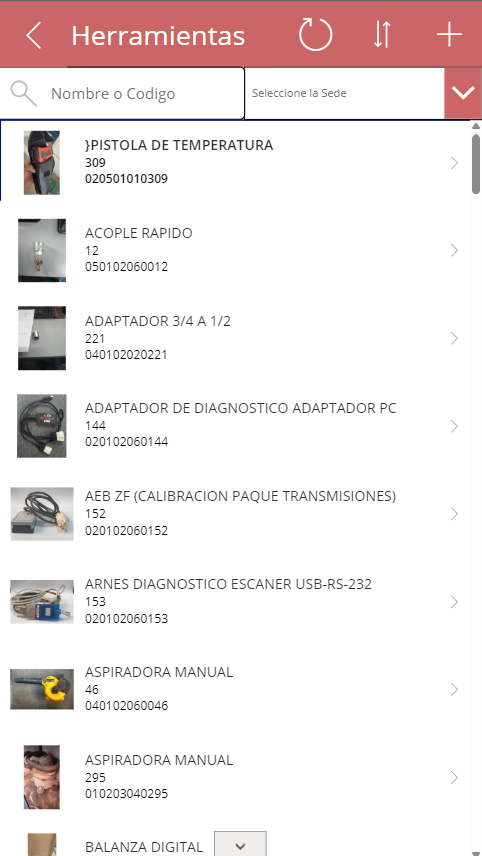 Herramientas
Nombre o Codigo
Seleccione la Sede
}PISTOLA DE TEMPERATURA
309
020501010309
ACOPLE RAPIDO
12
050102060012
ADAPTADOR 3/4 A 1/2
221
040102020221
ADAPTADOR DE DIAGNOSTICO ADAPTADOR PC
144
020102060144
AEB ZF (CALIBRACION PAQUE TRANSMISIONES)
152
020102060152
ARNES DIAGNOSTICO ESCANER USB-RS-232
153
020102060153
ASPIRADORA MANUAL
46
040102060046
ASPIRADORA MANUAL
295
010203040295
BALANZA DIGITAL